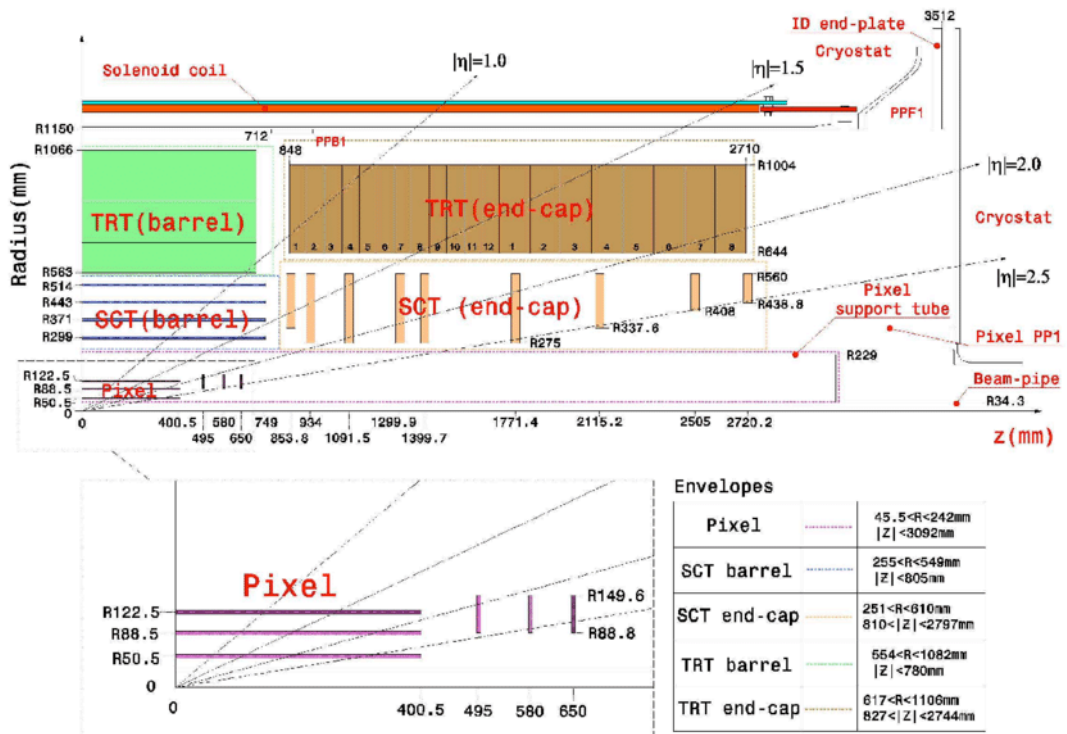 3512
ID end-plate
Cryostat
Solenoid coil
|η|=1.0
|η|=1.5
PPF1
R1150
712
PPB1
R1066
848
2710
R1004
|η|=2.0
Radius(mm)
TRT(barrel)
TRT(end-cap)
Cryostat
1 2 3 4 5 6 7 8 9 10 11 12 1 2 3 4 5 6 7 8
R644
R563
R560
|η|=2.5
R514
R443
SCT(barrel)
SCT (end-cap)
R438.8
R408
Pixel
support tube
R371
R337.6
R299
R275
Pixel PP1
R229
R122.5
Pixel
R88.5
Beam-pipe
R50.5
R34.3
0
0
400.5
580
749
934
1299.9
1771.4
2115.2
2505
2720.2
z(mm)
495
650
853.8
1091.5
1399.7
Envelopes
Pixel
45.5<R<242mm
|Z|<3092mm
SCT barrel
255<R<549mm
|Z|<805mm
SCT end-cap
251<R<610mm
810<|Z|<2797mm
TRT barrel
554<R<1082mm
|Z|<780mm
TRT end-cap
617<R<1106mm
827<|Z|<2744mm
Pixel
R149.6
R122.5
R88.5
R88.8
R50.5
0
0
400.5
495
580
650